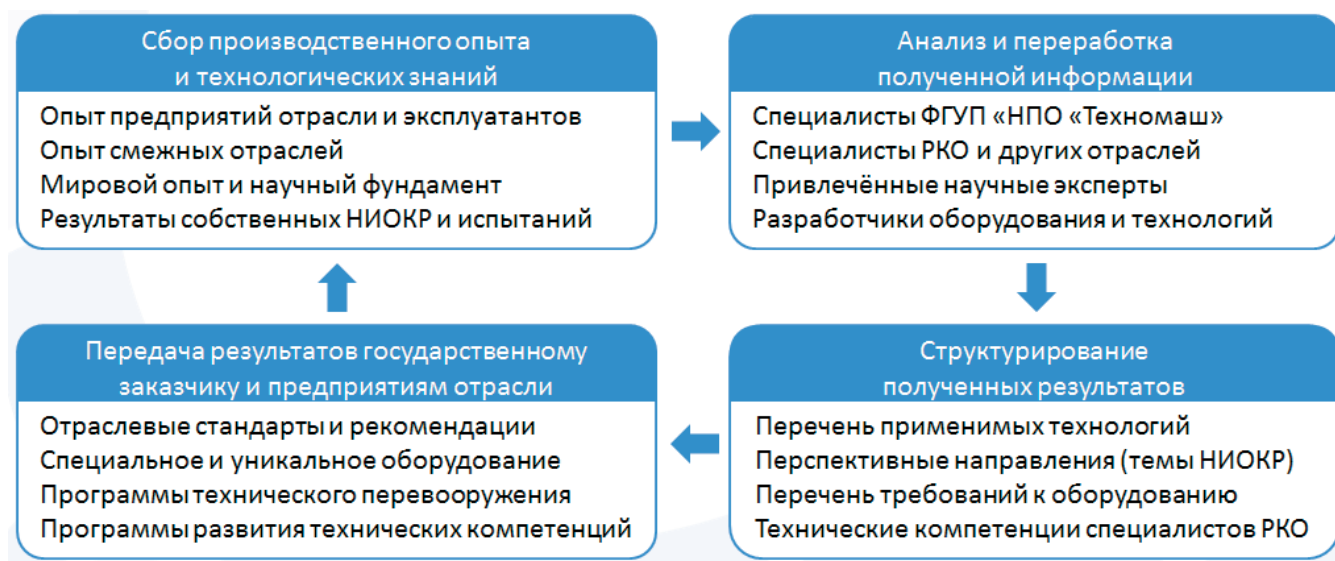 Сбор производственного опыта
и технологических знаний
Опыт предприятий отрасли и эксплуатантов
Опыт смежных отраслей
Мировой опыт и научный фундамент
Результаты собственных НИОКР и испытаний
Анализ и переработка
полученной информации
Специалисты ФГУП «НПО «Техномаш»
Специалисты РКО и других отраслей
Привлечённые научные эксперты
Разработчики оборудования и технологий
Передача результатов государственному
заказчику и предприятиям отрасли
Отраслевые стандарты и рекомендации
Специальное и уникальное оборудование
Программы технического перевооружения
Программы развития технических компетенций
Структурирование
полученных результатов
Перечень применимых технологий
Перспективные направления (темы НИОКР)
Перечень требований к оборудованию
Технические компетенции специалистов РКО